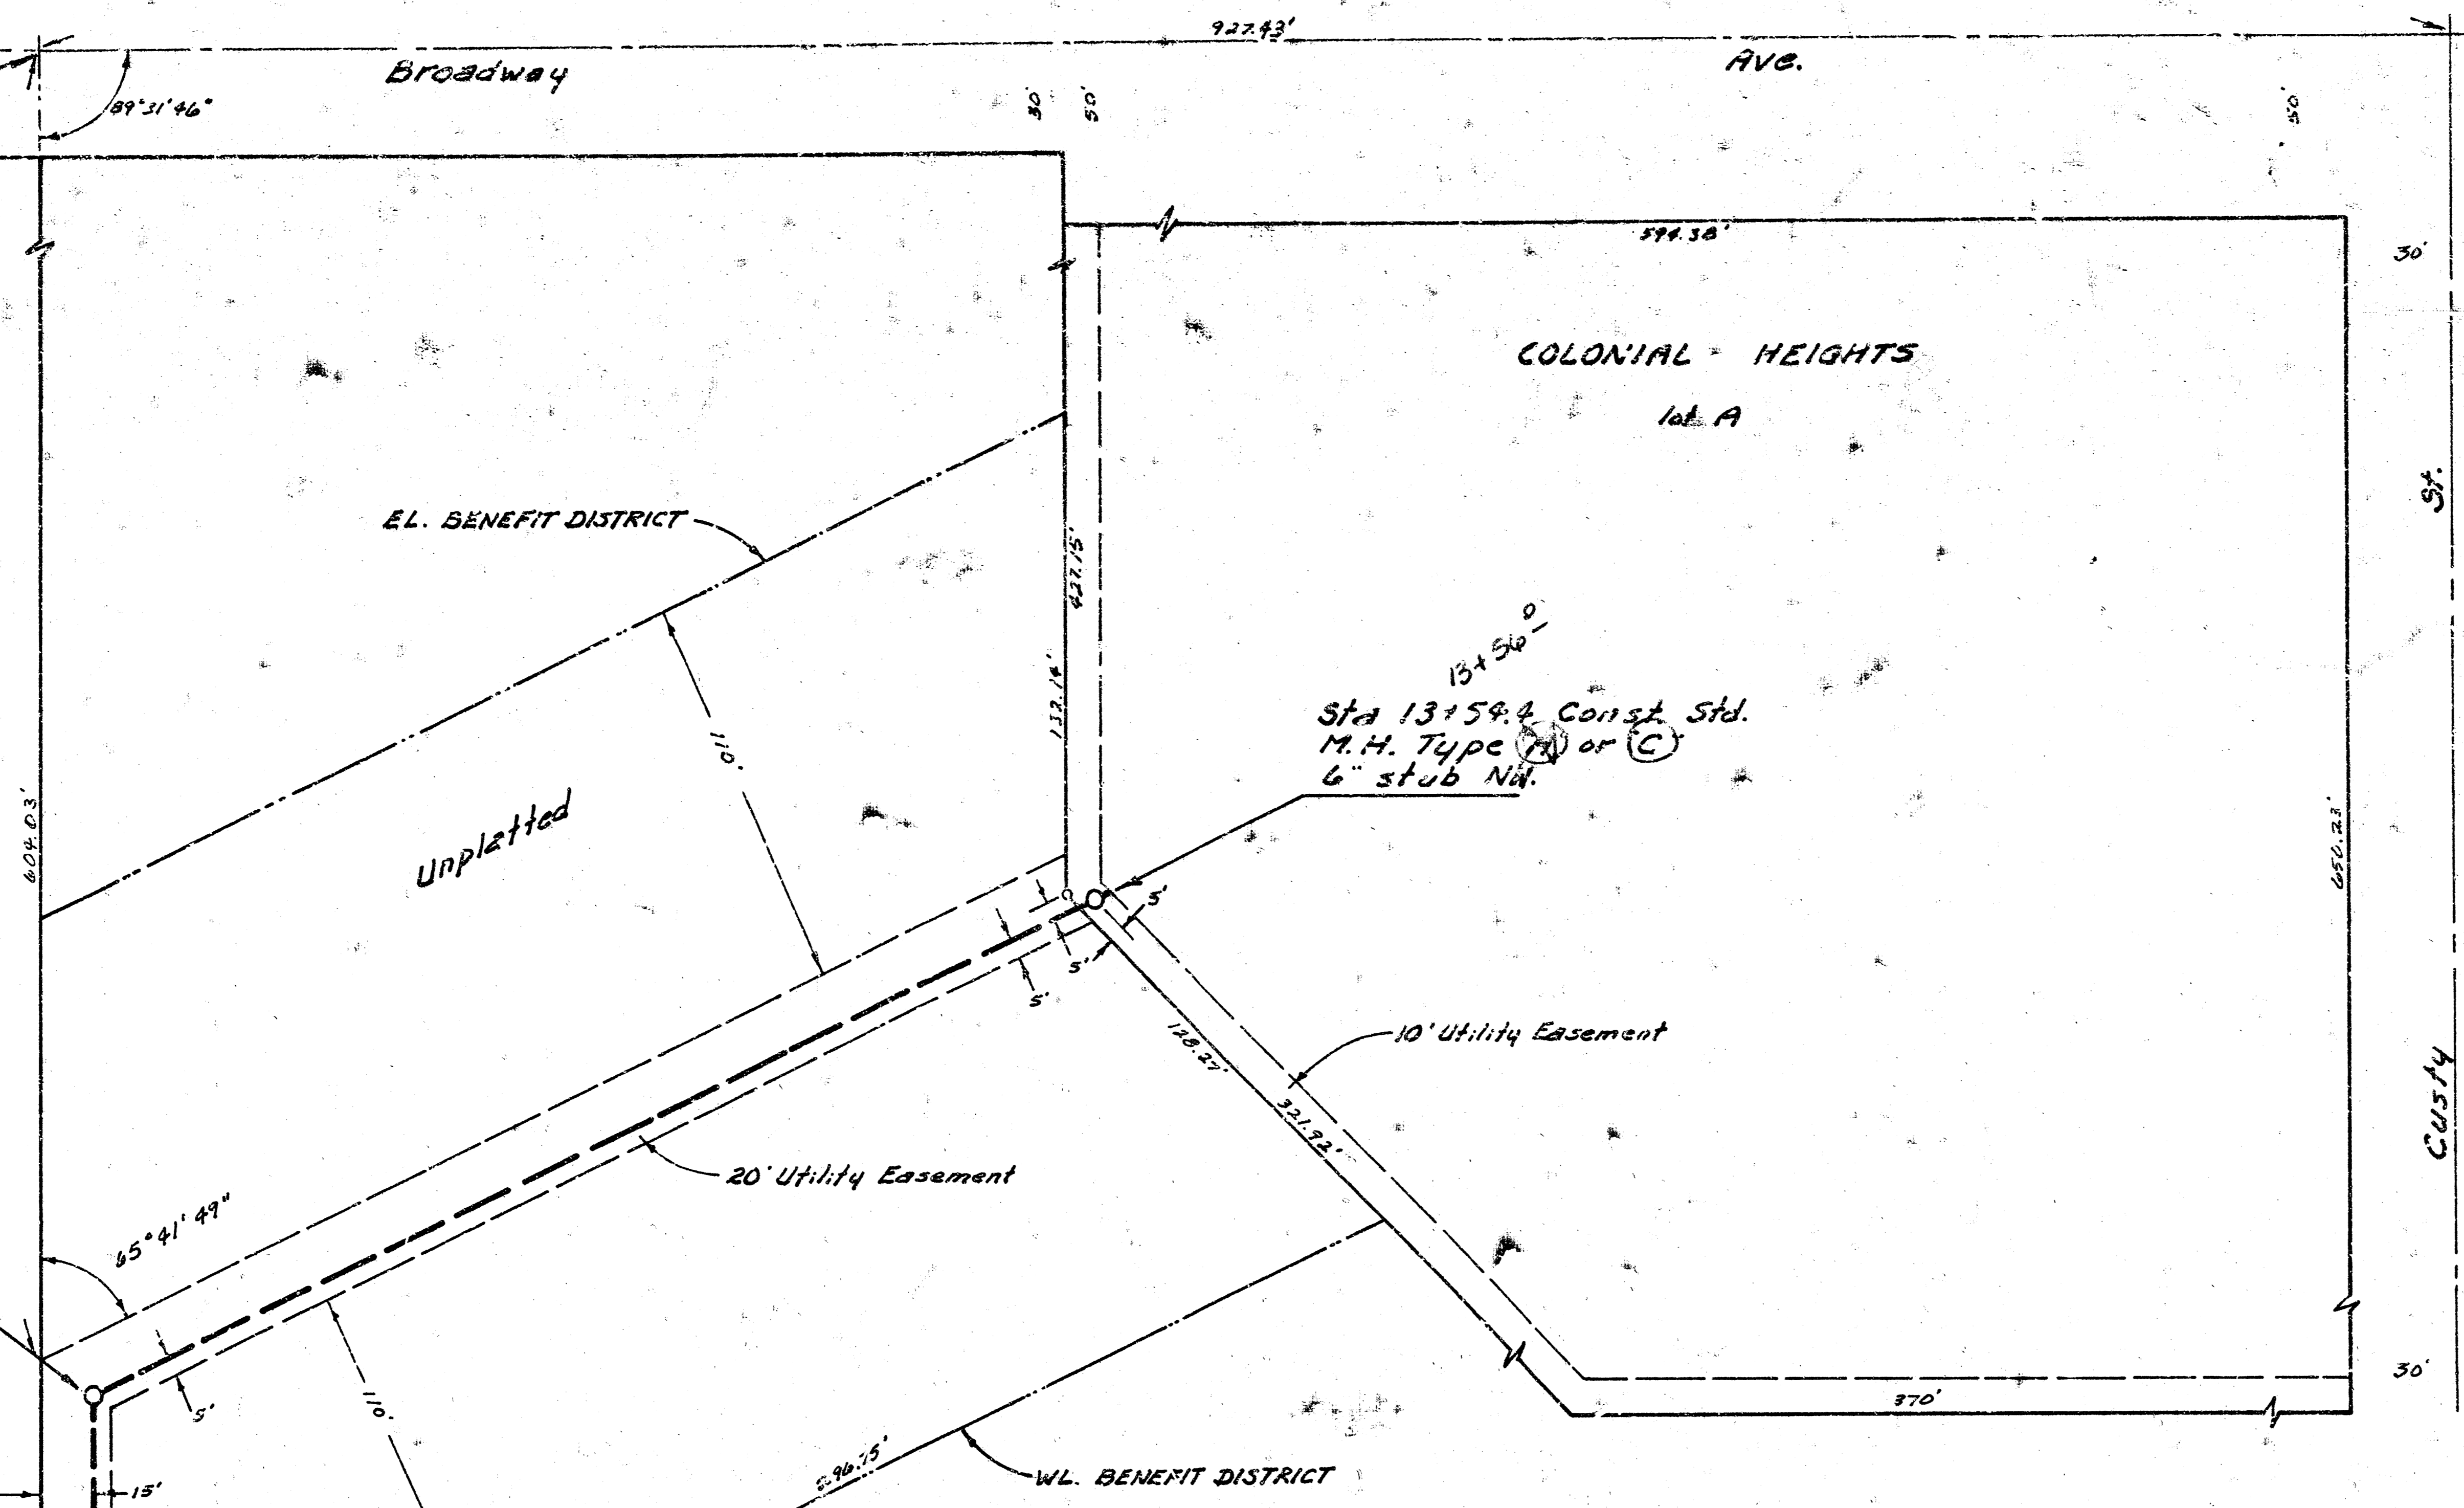 927.43'
Broadway
Ave.
89°31'46"
30'
50'
50'
594.38'
30'
COLONIAL - HEIGHTS
lot A
St.
EL. BENEFIT DISTRICT
427.15'
132.14'
13+56 0
Sta 13+54.4 Const. Std.
M.H. Type (A) or (C)
6" stub Nd.
110'
Unplatted
604.03'
650.23'
5'
5'
5'
10' Utility Easement
128.27'
321.92'
Custy
20' Utility Easement
65°41'49"
30'
370'
5'
110'
WL. BENEFIT DISTRICT
15'